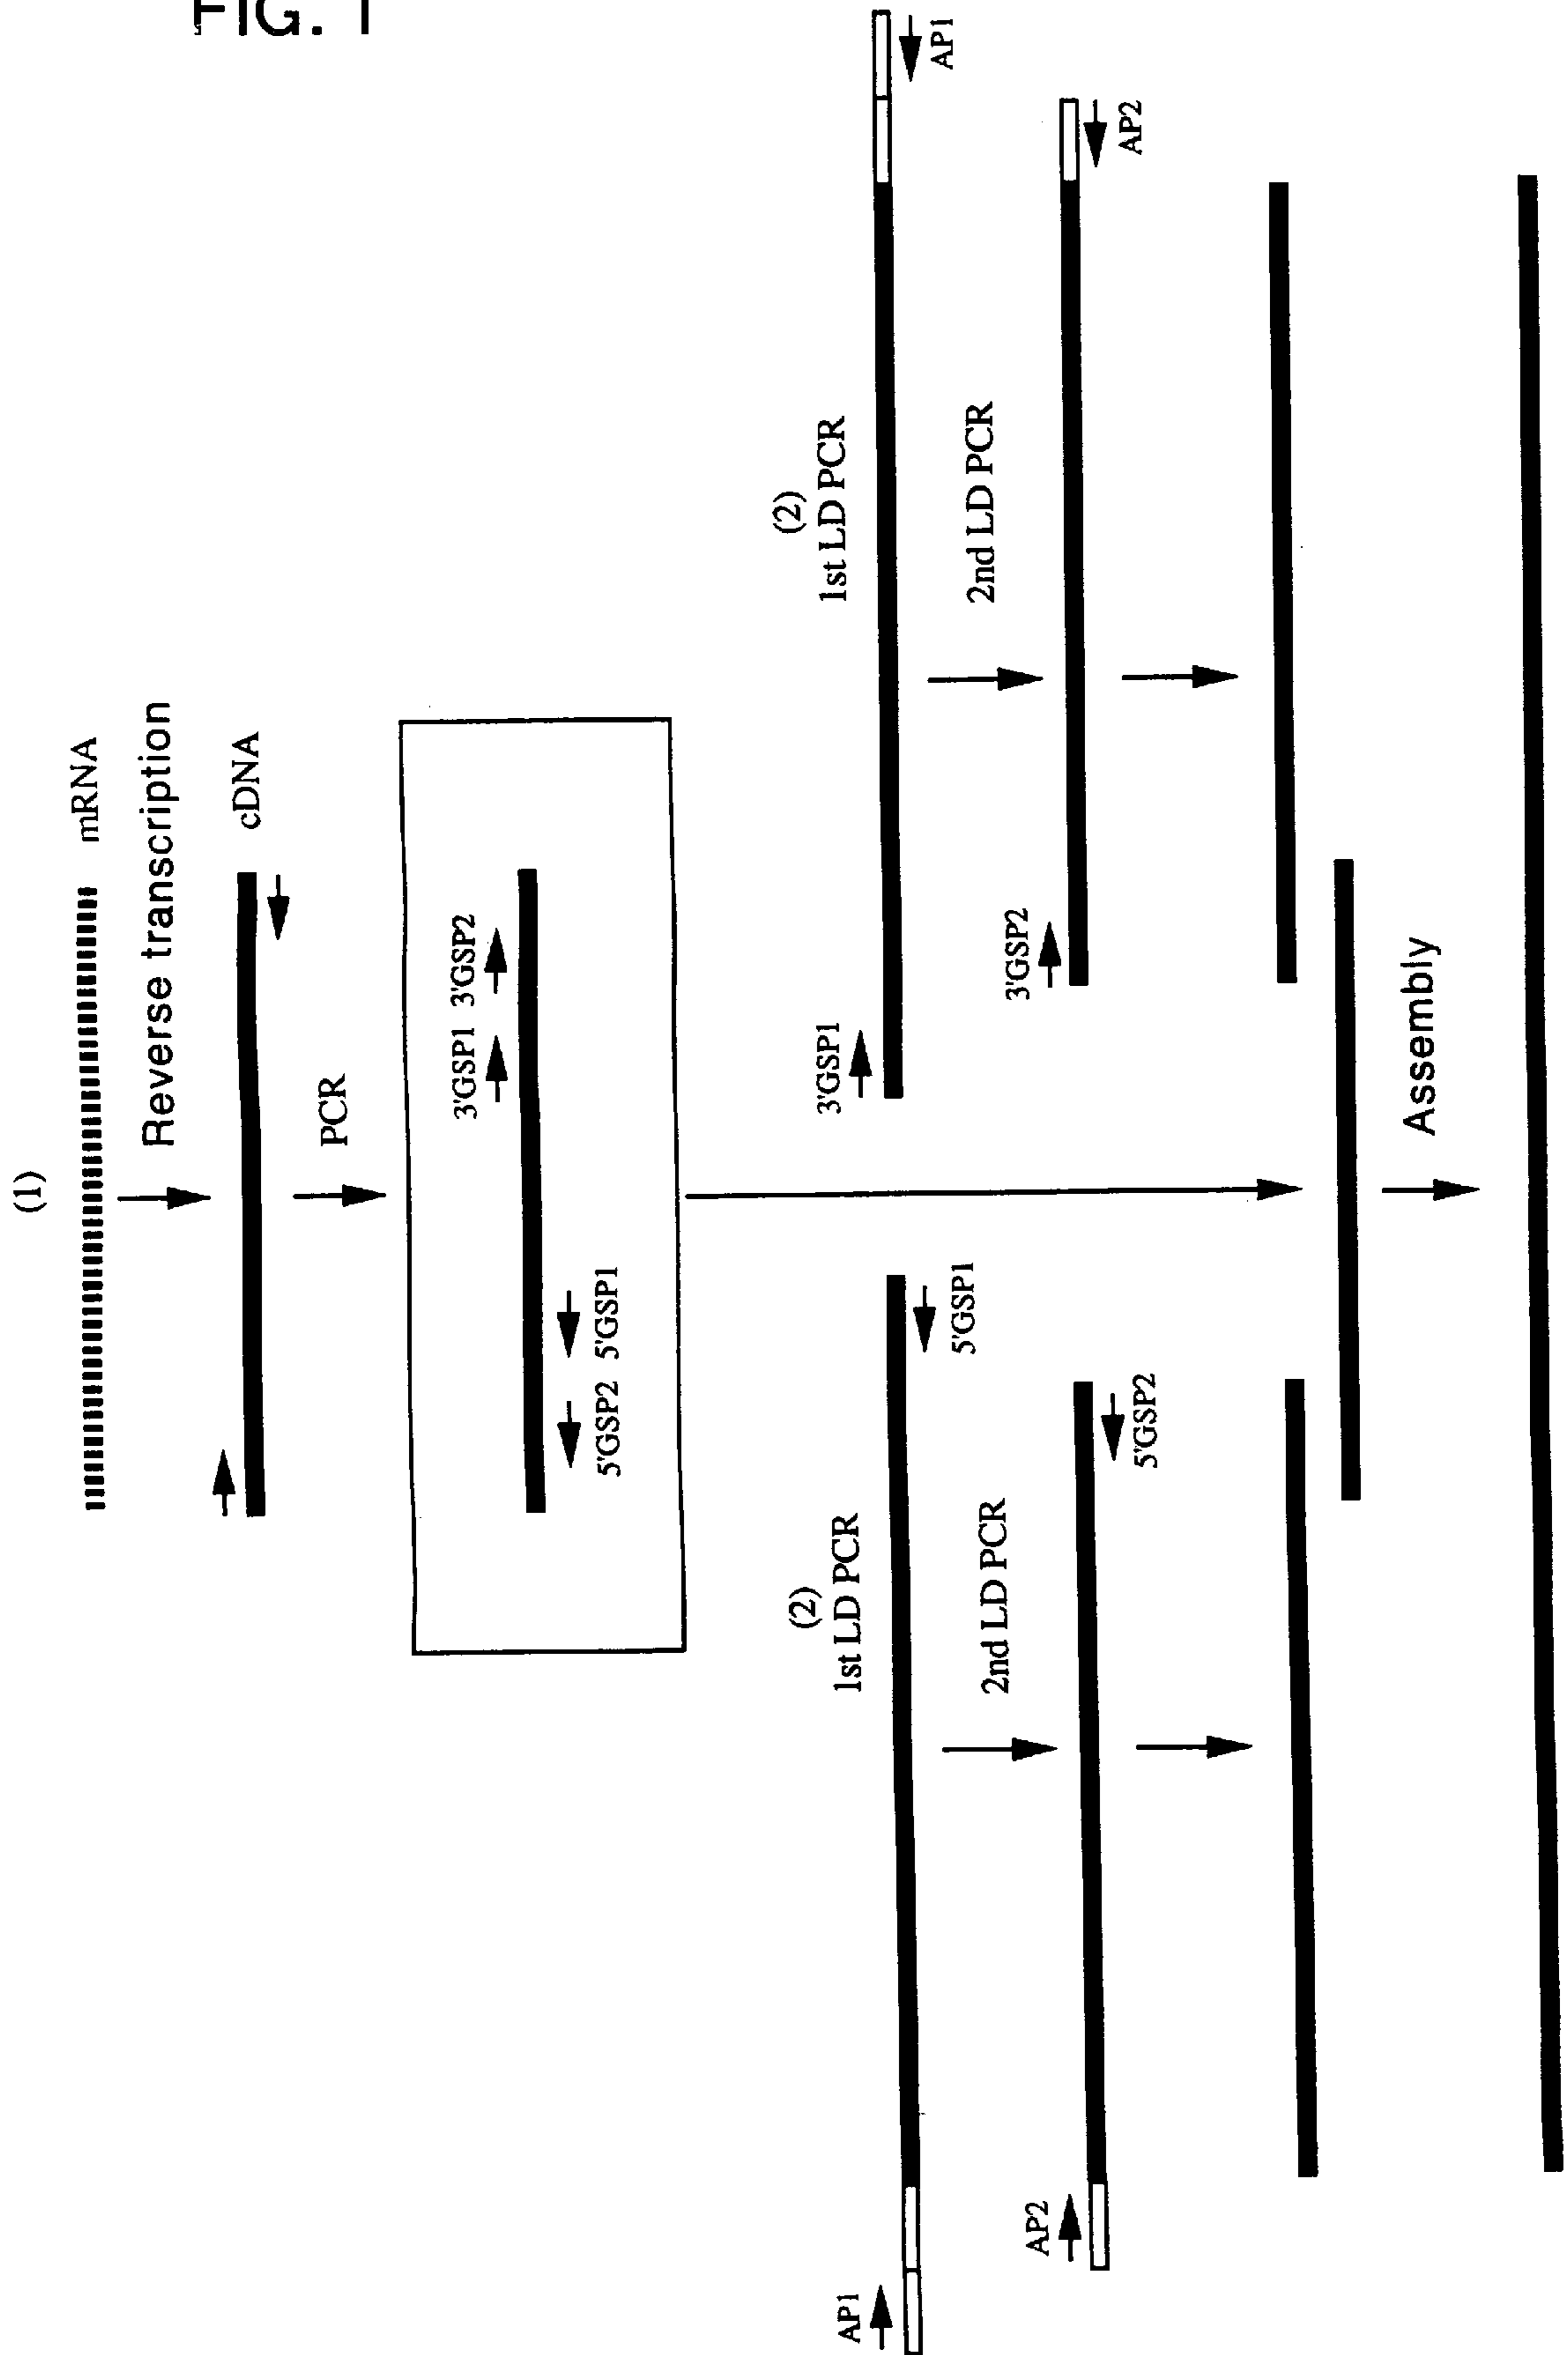 FIG. 1
(1)
mRNA
Reverse transcription
cDNA
PCR
3'GSP1 3'GSP2
5'GSP2 5'GSP1
(2)
1st LD PCR
AP1
5'GSP1
2nd LD PCR
AP2
5'GSP2
(2)
1st LD PCR
3'GSP1
AP1
2nd LD PCR
3'GSP2
AP2
Assembly